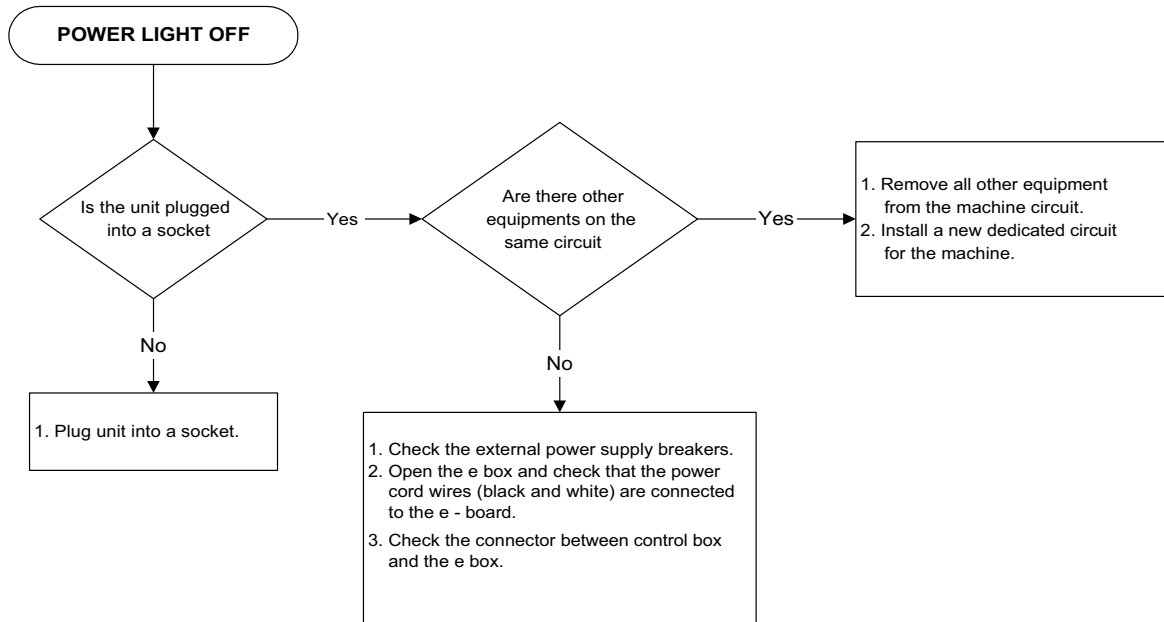 POWER LIGHT OFF
Is the unit plugged
into a socket
Yes
Are there other
equipments on the
same circuit
Yes
1. Remove all other equipment
from the machine circuit.
2. Install a new dedicated circuit
for the machine.
No
1. Plug unit into a socket.
No
1. Check the external power supply breakers.
2. Open the e box and check that the power
cord wires (black and white) are connected
to the e - board.
3. Check the connector between control box
and the e box.